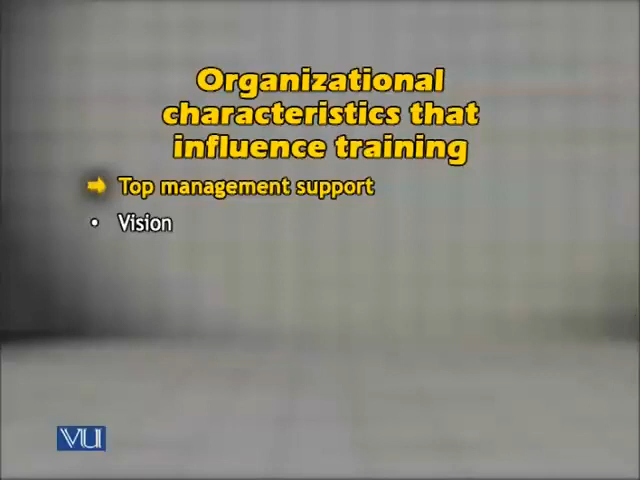 Organizational
characteristics that
influence training
Top management support
• Vision
VU